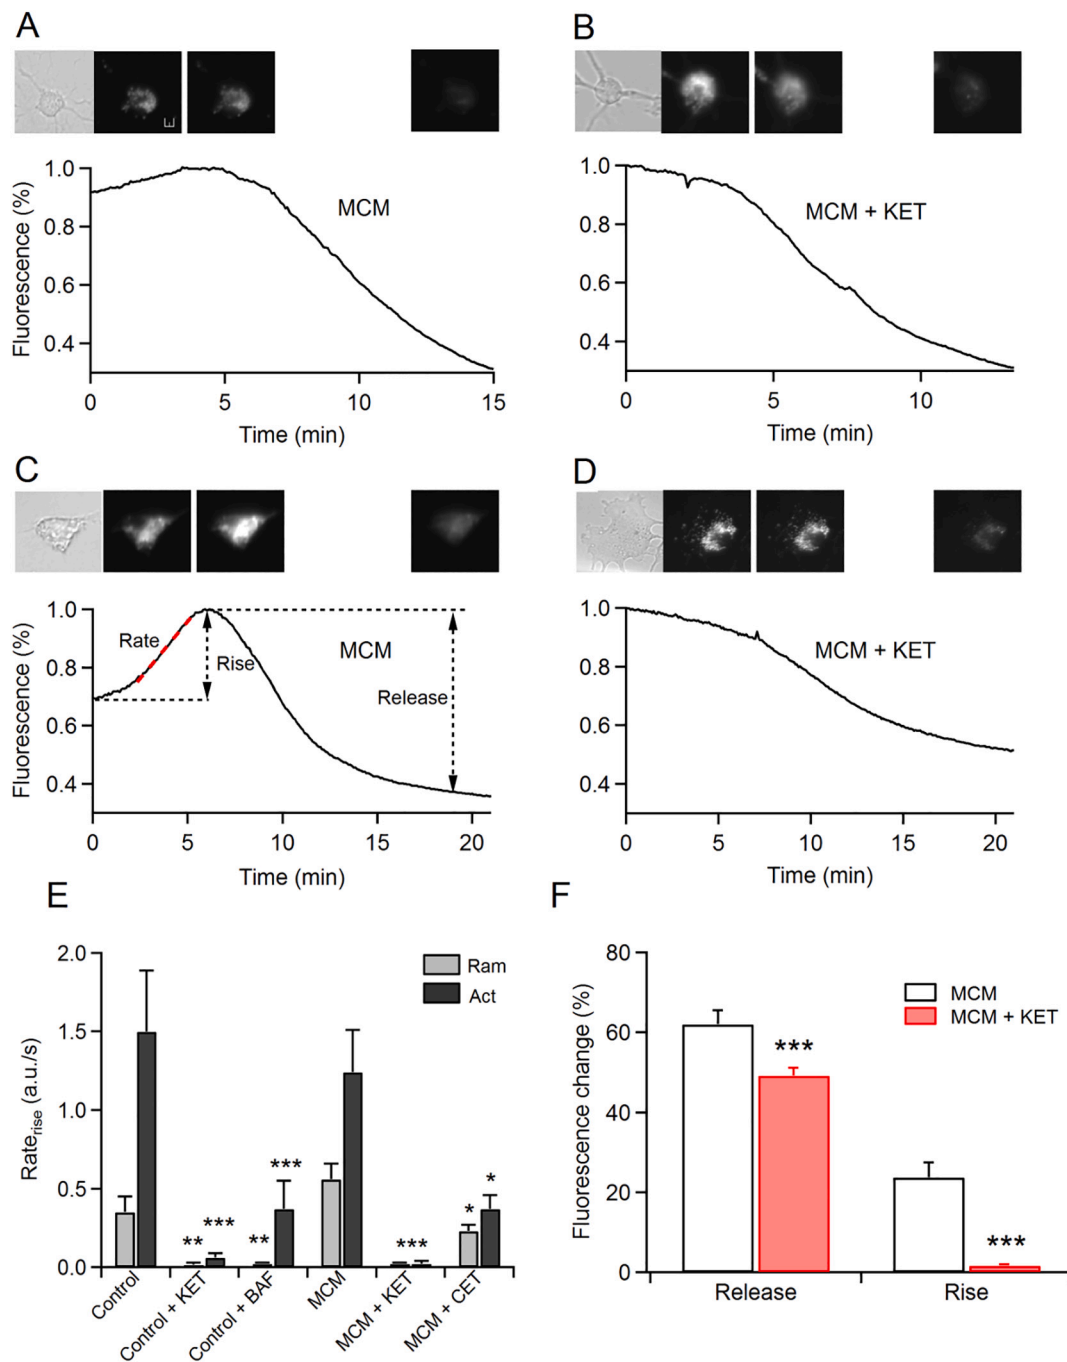 A
B
E
1.0
0.8
0.6
0.4
Fluorescence (%)
MCM
0
5
10
15
Time (min)
1.0
0.8
0.6
0.4
MCM + KET
0
5
10
Time (min)
C
D
1.0
0.8
0.6
0.4
Fluorescence (%)
Rate
Rise
MCM
Release
0
5
10
15
20
Time (min)
1.0
0.8
0.6
0.4
MCM + KET
0
5
10
15
20
Time (min)
E
2.0
1.5
1.0
0.5
0.0
Rate rise (a.u./s)
Ram
Act
** *** ** *** *** * *
Control
Control + KET
Control + BAF
MCM
MCM + KET
MCM + CET
F
80
60
40
20
0
Fluorescence change (%)
MCM
MCM + KET
***
***
Release
Rise